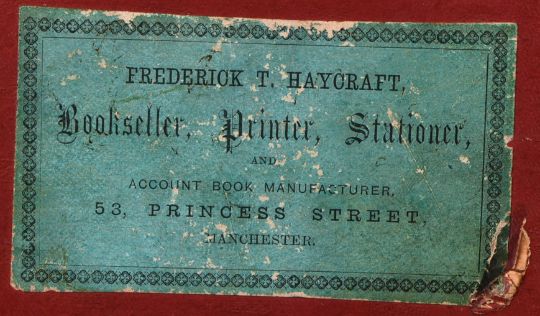 FREDERICK T. HAYCRAFT,
Bookseller, Printer, Stationer,
AND
ACCOUNT BOOK MANUFACTURER,
53, PRINCESS STREET,
MANCHESTER.